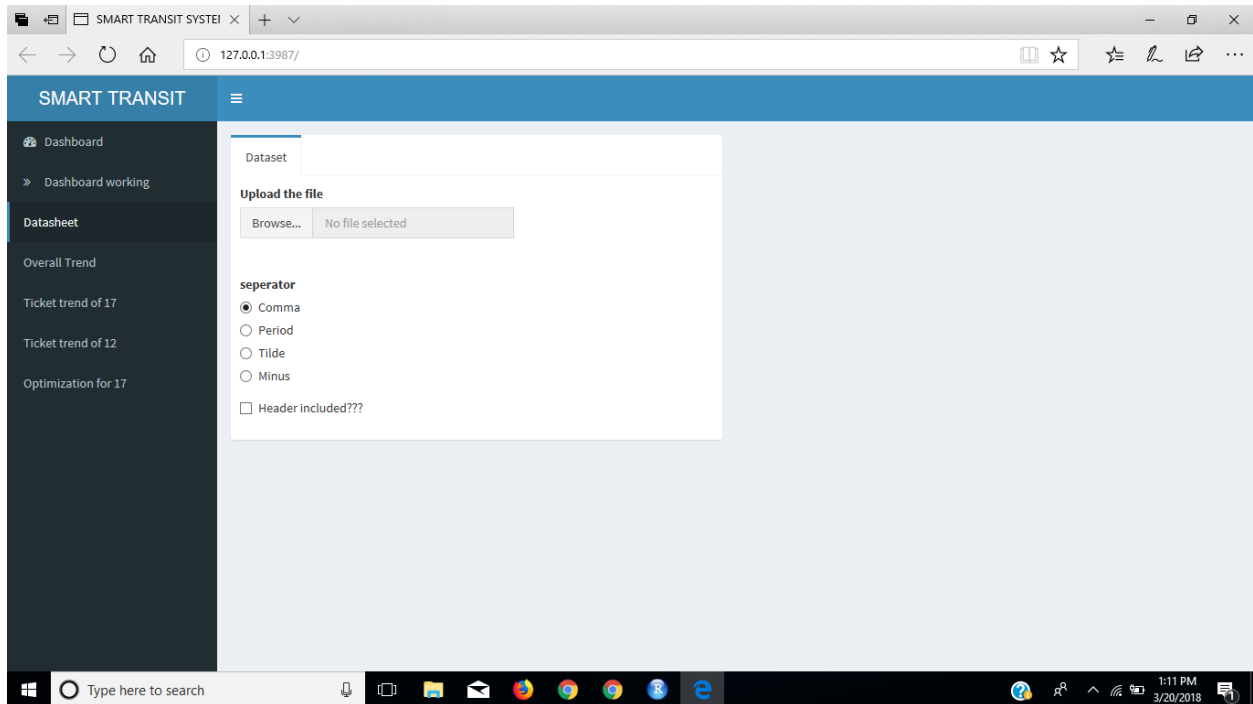 SMART TRANSIT SYSTEI
127.0.0.1:3987/
SMART TRANSIT
Dashboard
Dashboard working
Datasheet
Overall Trend
Ticket trend of 17
Ticket trend of 12
Optimization for 17
Dataset
Upload the file
Browse... No file selected
seperator
Comma
Period
Tilde
Minus
Header included???
Type here to search
R
1:11 PM
3/20/2018
1